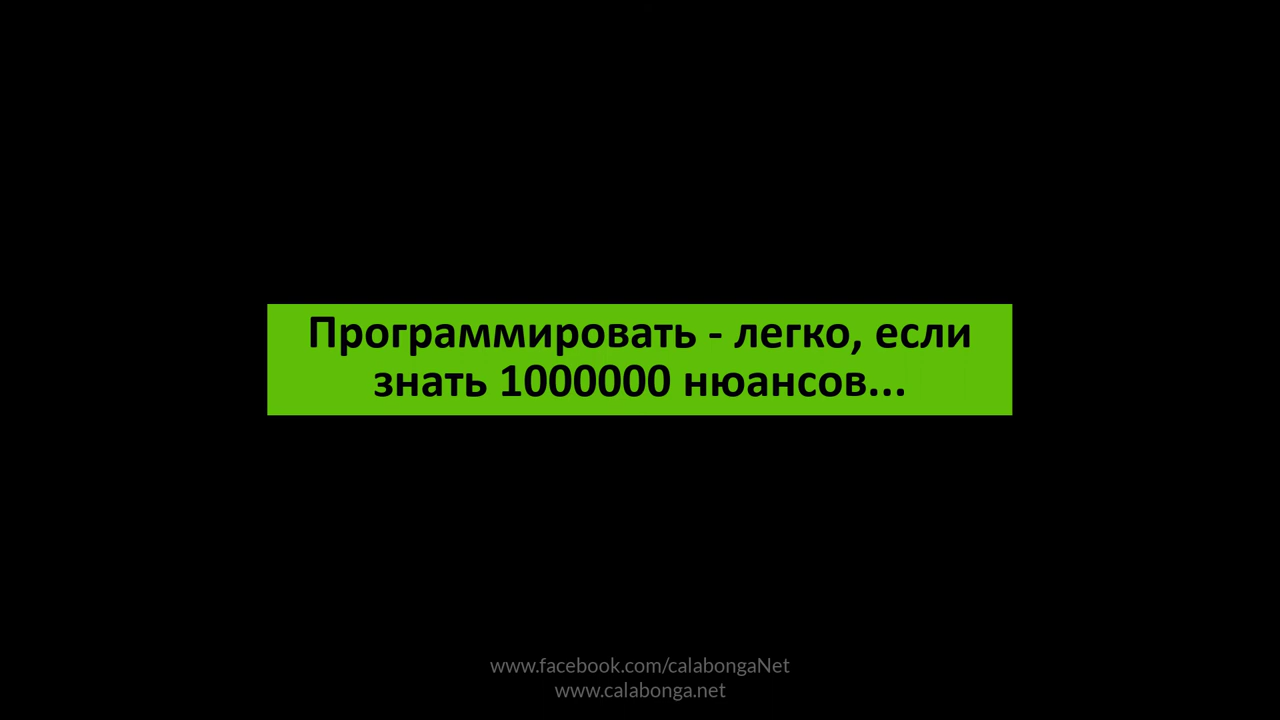 Программировать - легко, если
знать 1000000 нюансов...
www.facebook.com/calabongaNet
www.calabonga.net